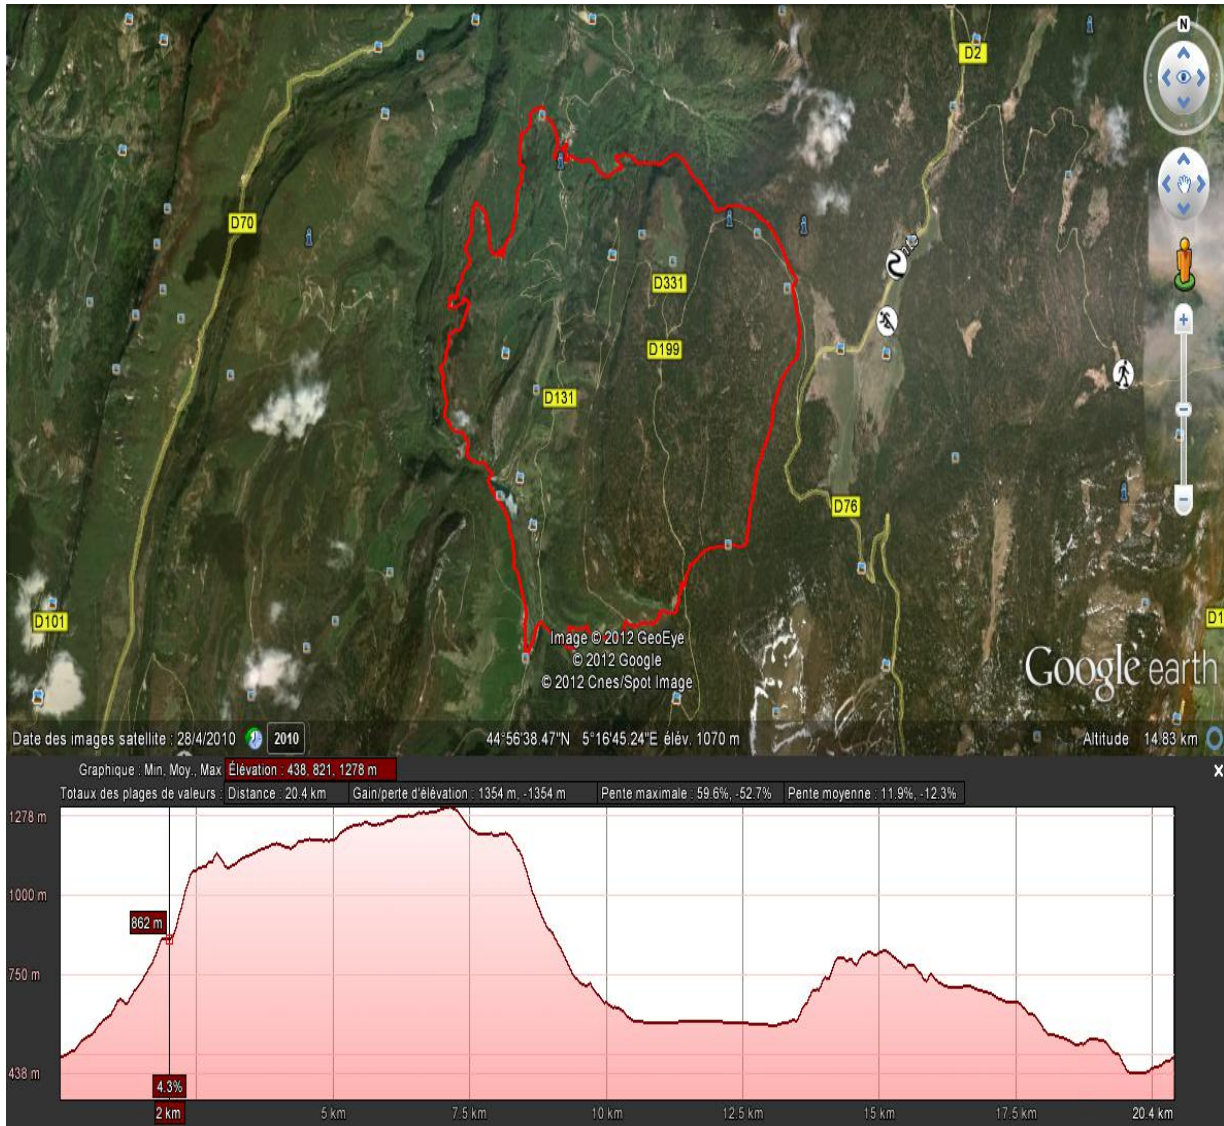 N
D2
D70
D331
D199
D131
D76
D101
D1
Image © 2012 GeoEye
© 2012 Google
© 2012 Cnes/Spot Image
Google earth
Date des images satellite : 28/4/2010
2010
44°56'38.47"N 5°16'45.24"E élév. 1070 m
Altitude 14.83 km
Graphique : Min, Moy., Max Élévation : 438, 821, 1278 m
x
Totaux des plages de valeurs : Distance : 20.4 km Gain/perte d'élévation : 1354 m, -1354 m Pente maximale : 59.6%, -52.7% Pente moyenne : 11.9%, -12.3%
1278 m
1000 m
862 m
750 m
438 m
4.3%
2 km 5 km 7.5 km 10 km 12.5 km 15 km 17.5 km 20.4 km